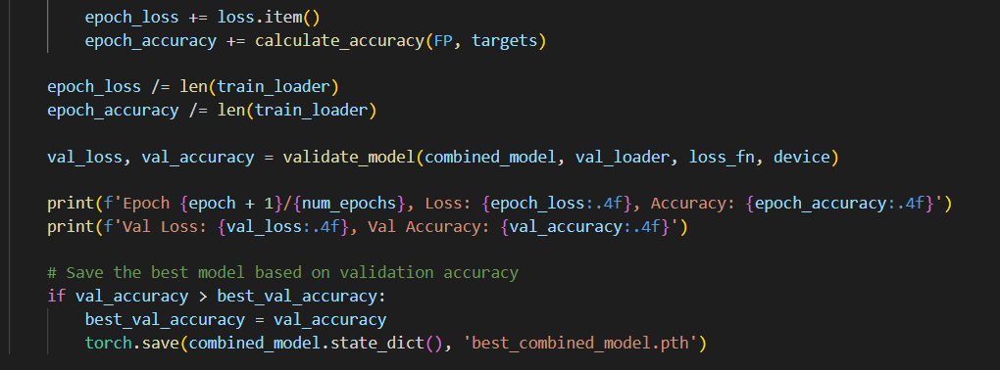 epoch_loss += loss.item()
epoch_accuracy += calculate_accuracy(FP, targets)
epoch_loss /= len(train_loader)
epoch_accuracy /= len(train_loader)
val_loss, val_accuracy = validate_model(combined_model, val_loader, loss_fn, device)
print(f'Epoch {epoch + 1}/{num_epochs}, Loss: {epoch_loss:.4f}, Accuracy: {epoch_accuracy:.4f}')
print(f'Val Loss: {val_loss:.4f}, Val Accuracy: {val_accuracy:.4f}')
# Save the best model based on validation accuracy
if val_accuracy > best_val_accuracy:
best_val_accuracy = val_accuracy
torch.save(combined_model.state_dict(), 'best_combined_model.pth')